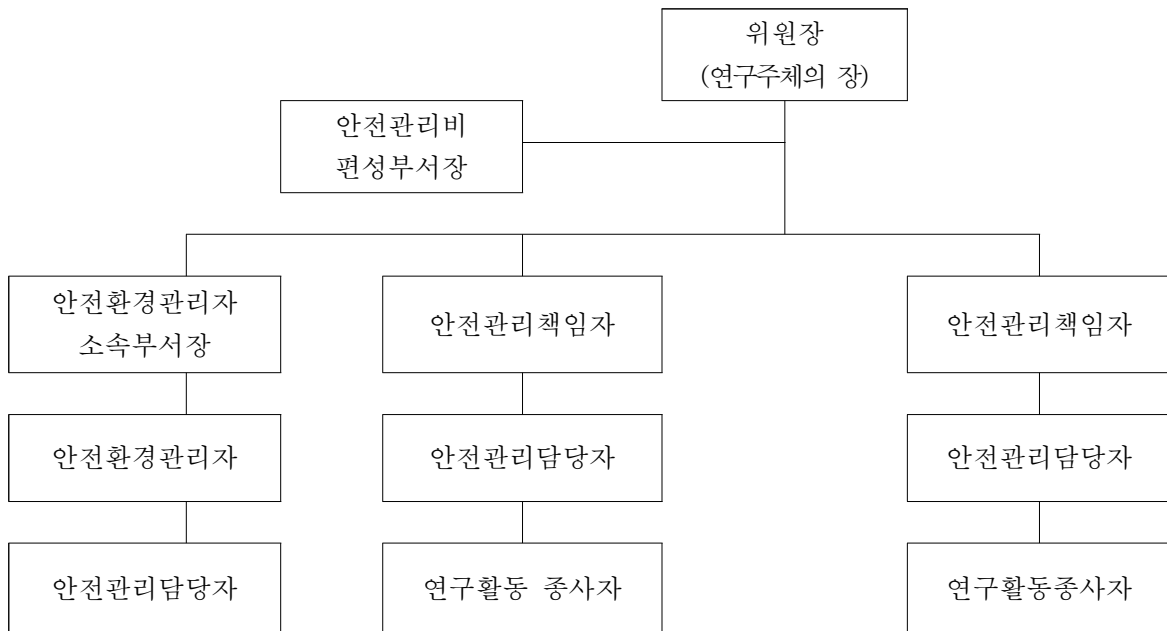 위원장
(연구주체의 장)
안전관리비
편성부서장
안전환경관리자
소속부서장
안전관리책임자
안전관리책임자
안전환경관리자
안전관리담당자
안전관리담당자
안전관리담당자
연구활동 종사자
연구활동종사자